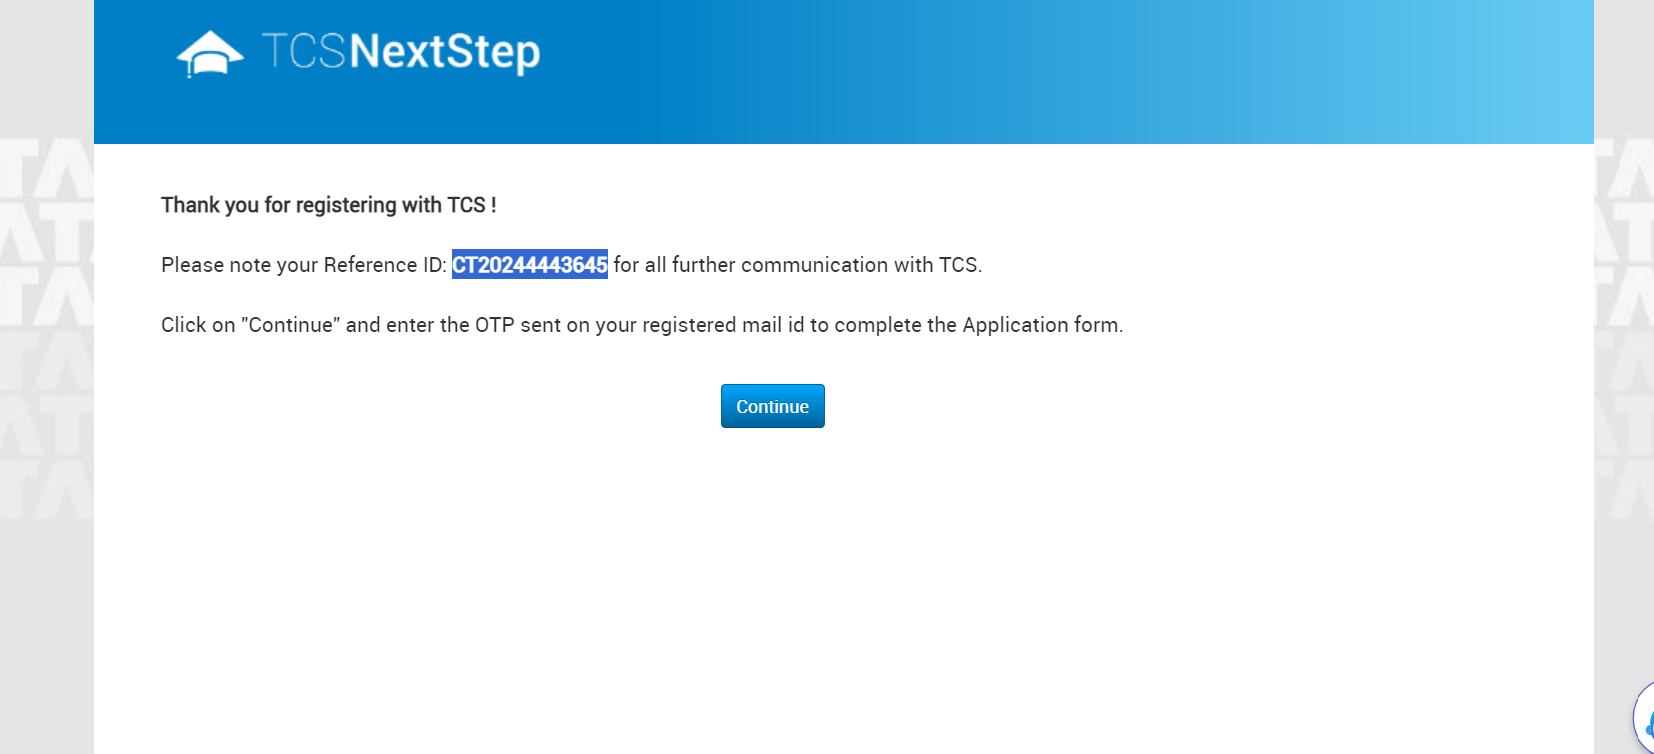 TCSNextStep
Thank you for registering with TCS !
Please note your Reference ID: CT20244443645 for all further communication with TCS.
Click on "Continue" and enter the OTP sent on your registered mail id to complete the Application form.
Continue